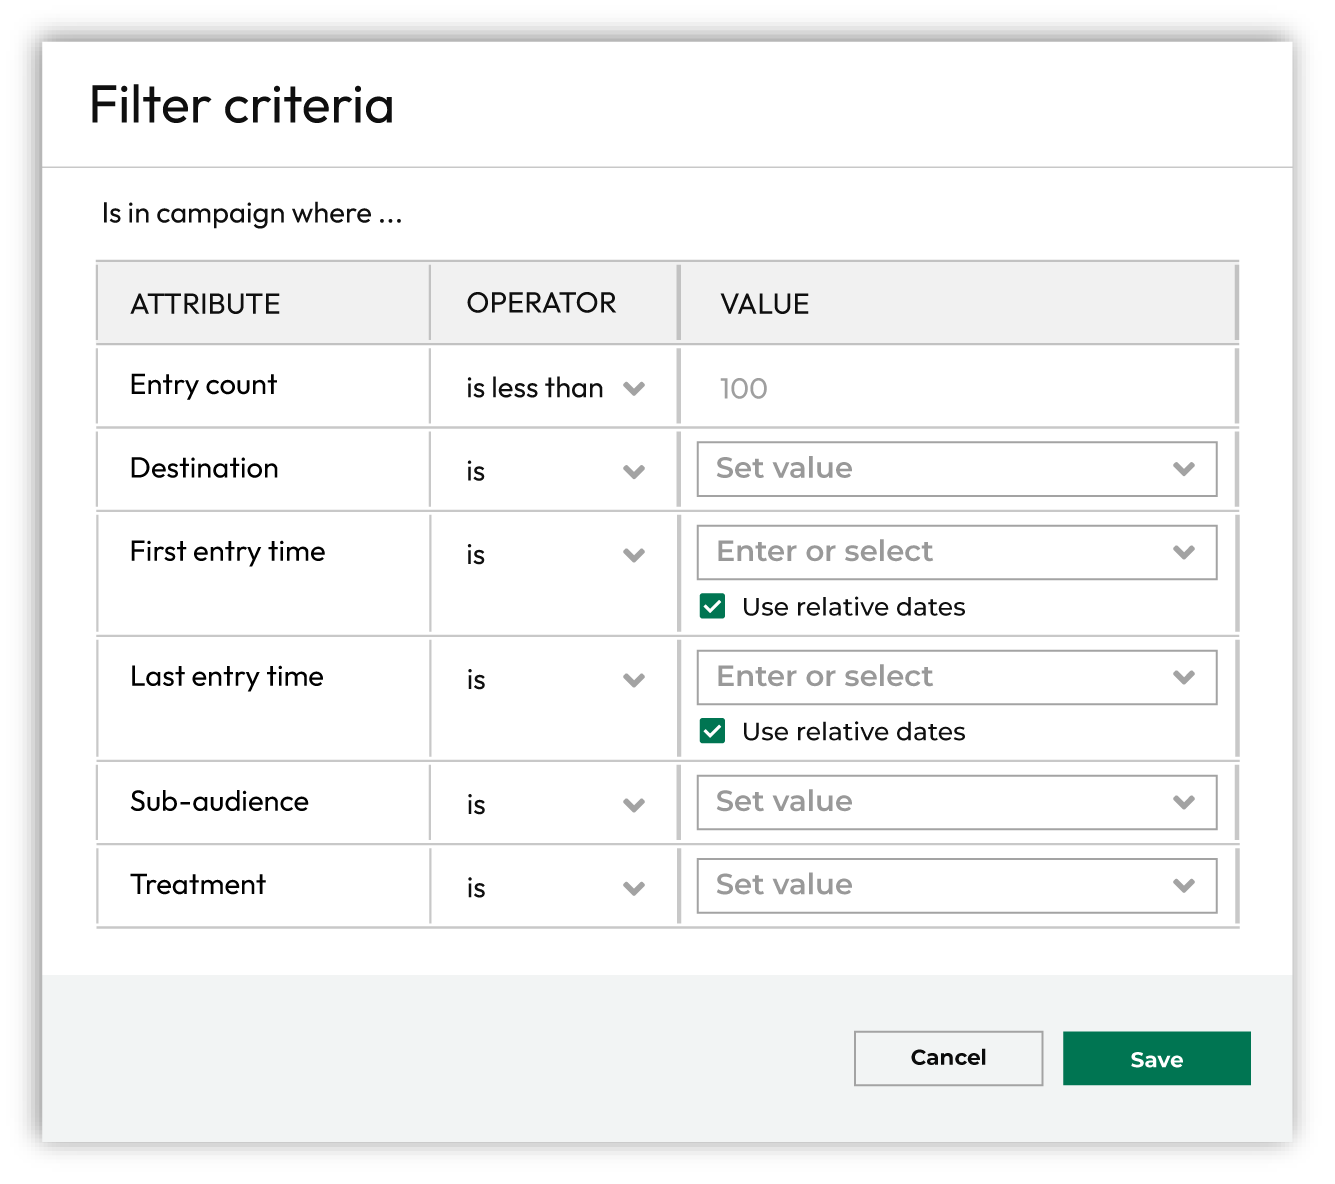 Filter criteria
Is in campaign where ...
ATTRIBUTE OPERATOR VALUE
Entry count is less than 100
Destination is Set value
First entry time is Enter or select
Use relative dates
Last entry time is Enter or select
Use relative dates
Sub-audience is Set value
Treatment is Set value
Cancel Save